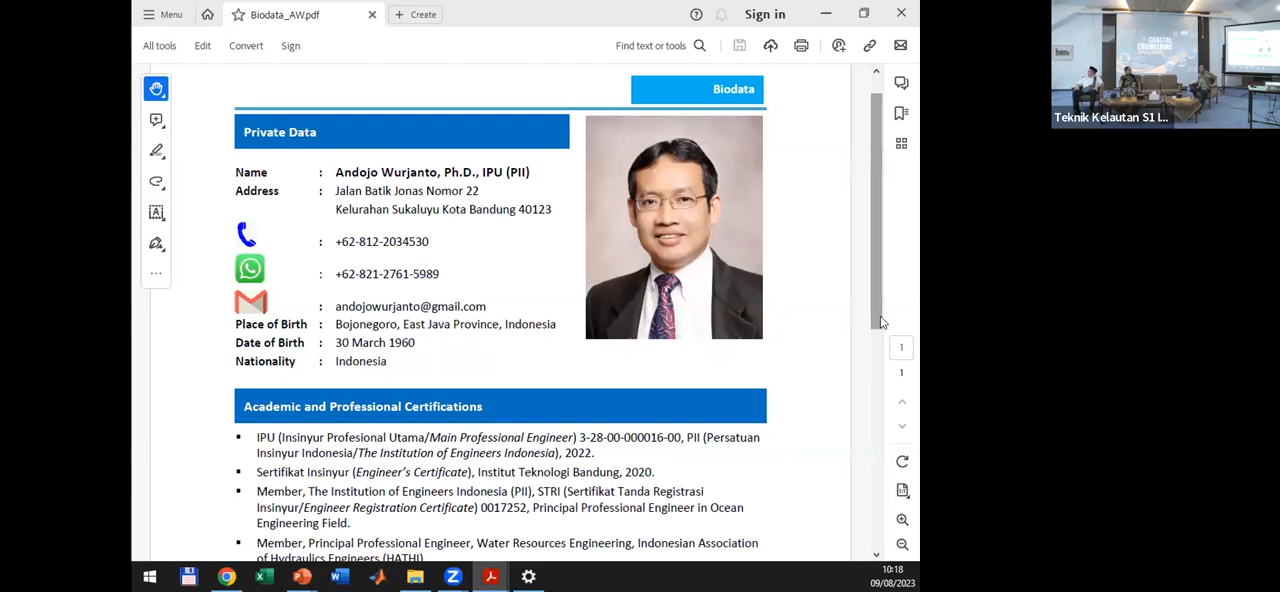 Menu
Biodata_AW.pdf
Create
Sign in
All tools
Edit
Convert
Sign
Find text or tools
Biodata
Private Data
Name : Andojo Wurjanto, Ph.D., IPU (PII)
Address : Jalan Batik Jonas Nomor 22
Kelurahan Sukaluyu Kota Bandung 40123
: +62-812-2034530
: +62-821-2761-5989
: andojowurjanto@gmail.com
Place of Birth : Bojonegoro, East Java Province, Indonesia
Date of Birth : 30 March 1960
Nationality : Indonesia
Academic and Professional Certifications
▪ IPU (Insinyur Profesional Utama/Main Professional Engineer) 3-28-00-000016-00, PII (Persatuan
Insinyur Indonesia/The Institution of Engineers Indonesia), 2022.
▪ Sertifikat Insinyur (Engineer's Certificate), Institut Teknologi Bandung, 2020.
▪ Member, The Institution of Engineers Indonesia (PII), STRI (Sertifikat Tanda Registrasi
Insinyur/Engineer Registration Certificate) 0017252, Principal Professional Engineer in Ocean
Engineering Field.
▪ Member, Principal Professional Engineer, Water Resources Engineering, Indonesian Association
of Hydraulics Engineers (HATHI)
1
1
10:18
09/08/2023
COASTAL
ENGINEERING
Teknik Kelautan S1 I...